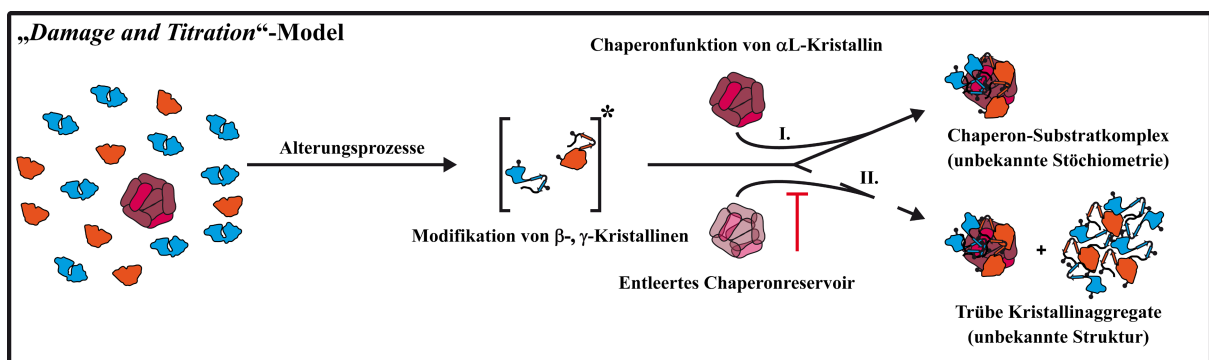 „Damage and Titration“-Model
Chaperonfunktion von αL-Kristallin
I.
Alterungsprozesse
*
Chaperon-Substratkomplex
(unbekannte Stöchiometrie)
II.
Modifikation von β-, γ-Kristallinen
+
Entleertes Chaperonreservoir
Trübe Kristallinaggregate
(unbekannte Struktur)